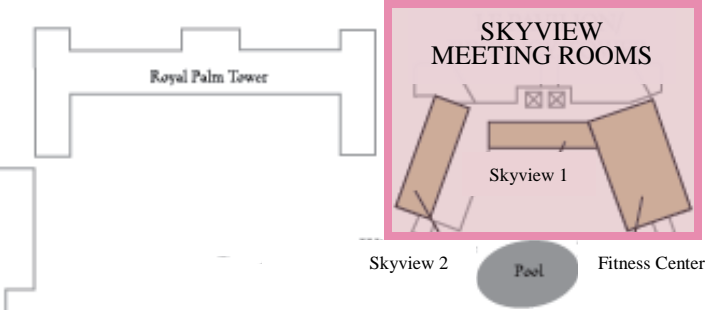 SKYVIEW
MEETING ROOMS
Royal Palm Tower
Skyview 1
Skyview 2
Pool
Fitness Center